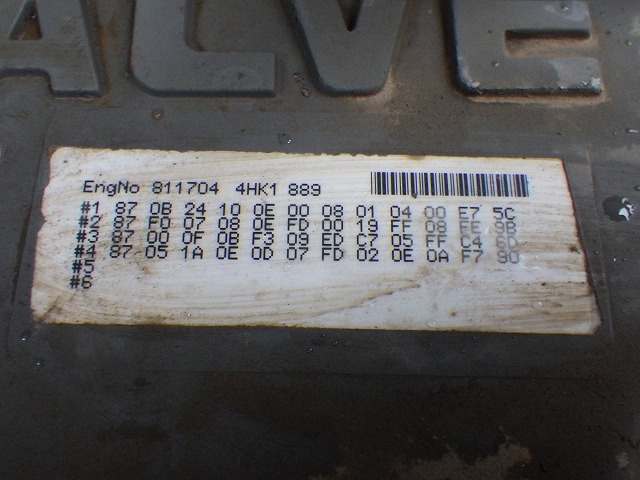 ALVE
EngNo 811704 4HK1 889
#1 87 0B 24 10 0E 00 08 01 04 00 E7 5C
#2 87 F0 07 08 0E FD 00 19 FF 08 EE 9B
#3 87 00 0F 0B F3 09 ED C7 05 FF C4 6D
#4 87 05 1A 0E 0D 07 FD 02 0E 0A F7 90
#5
#6